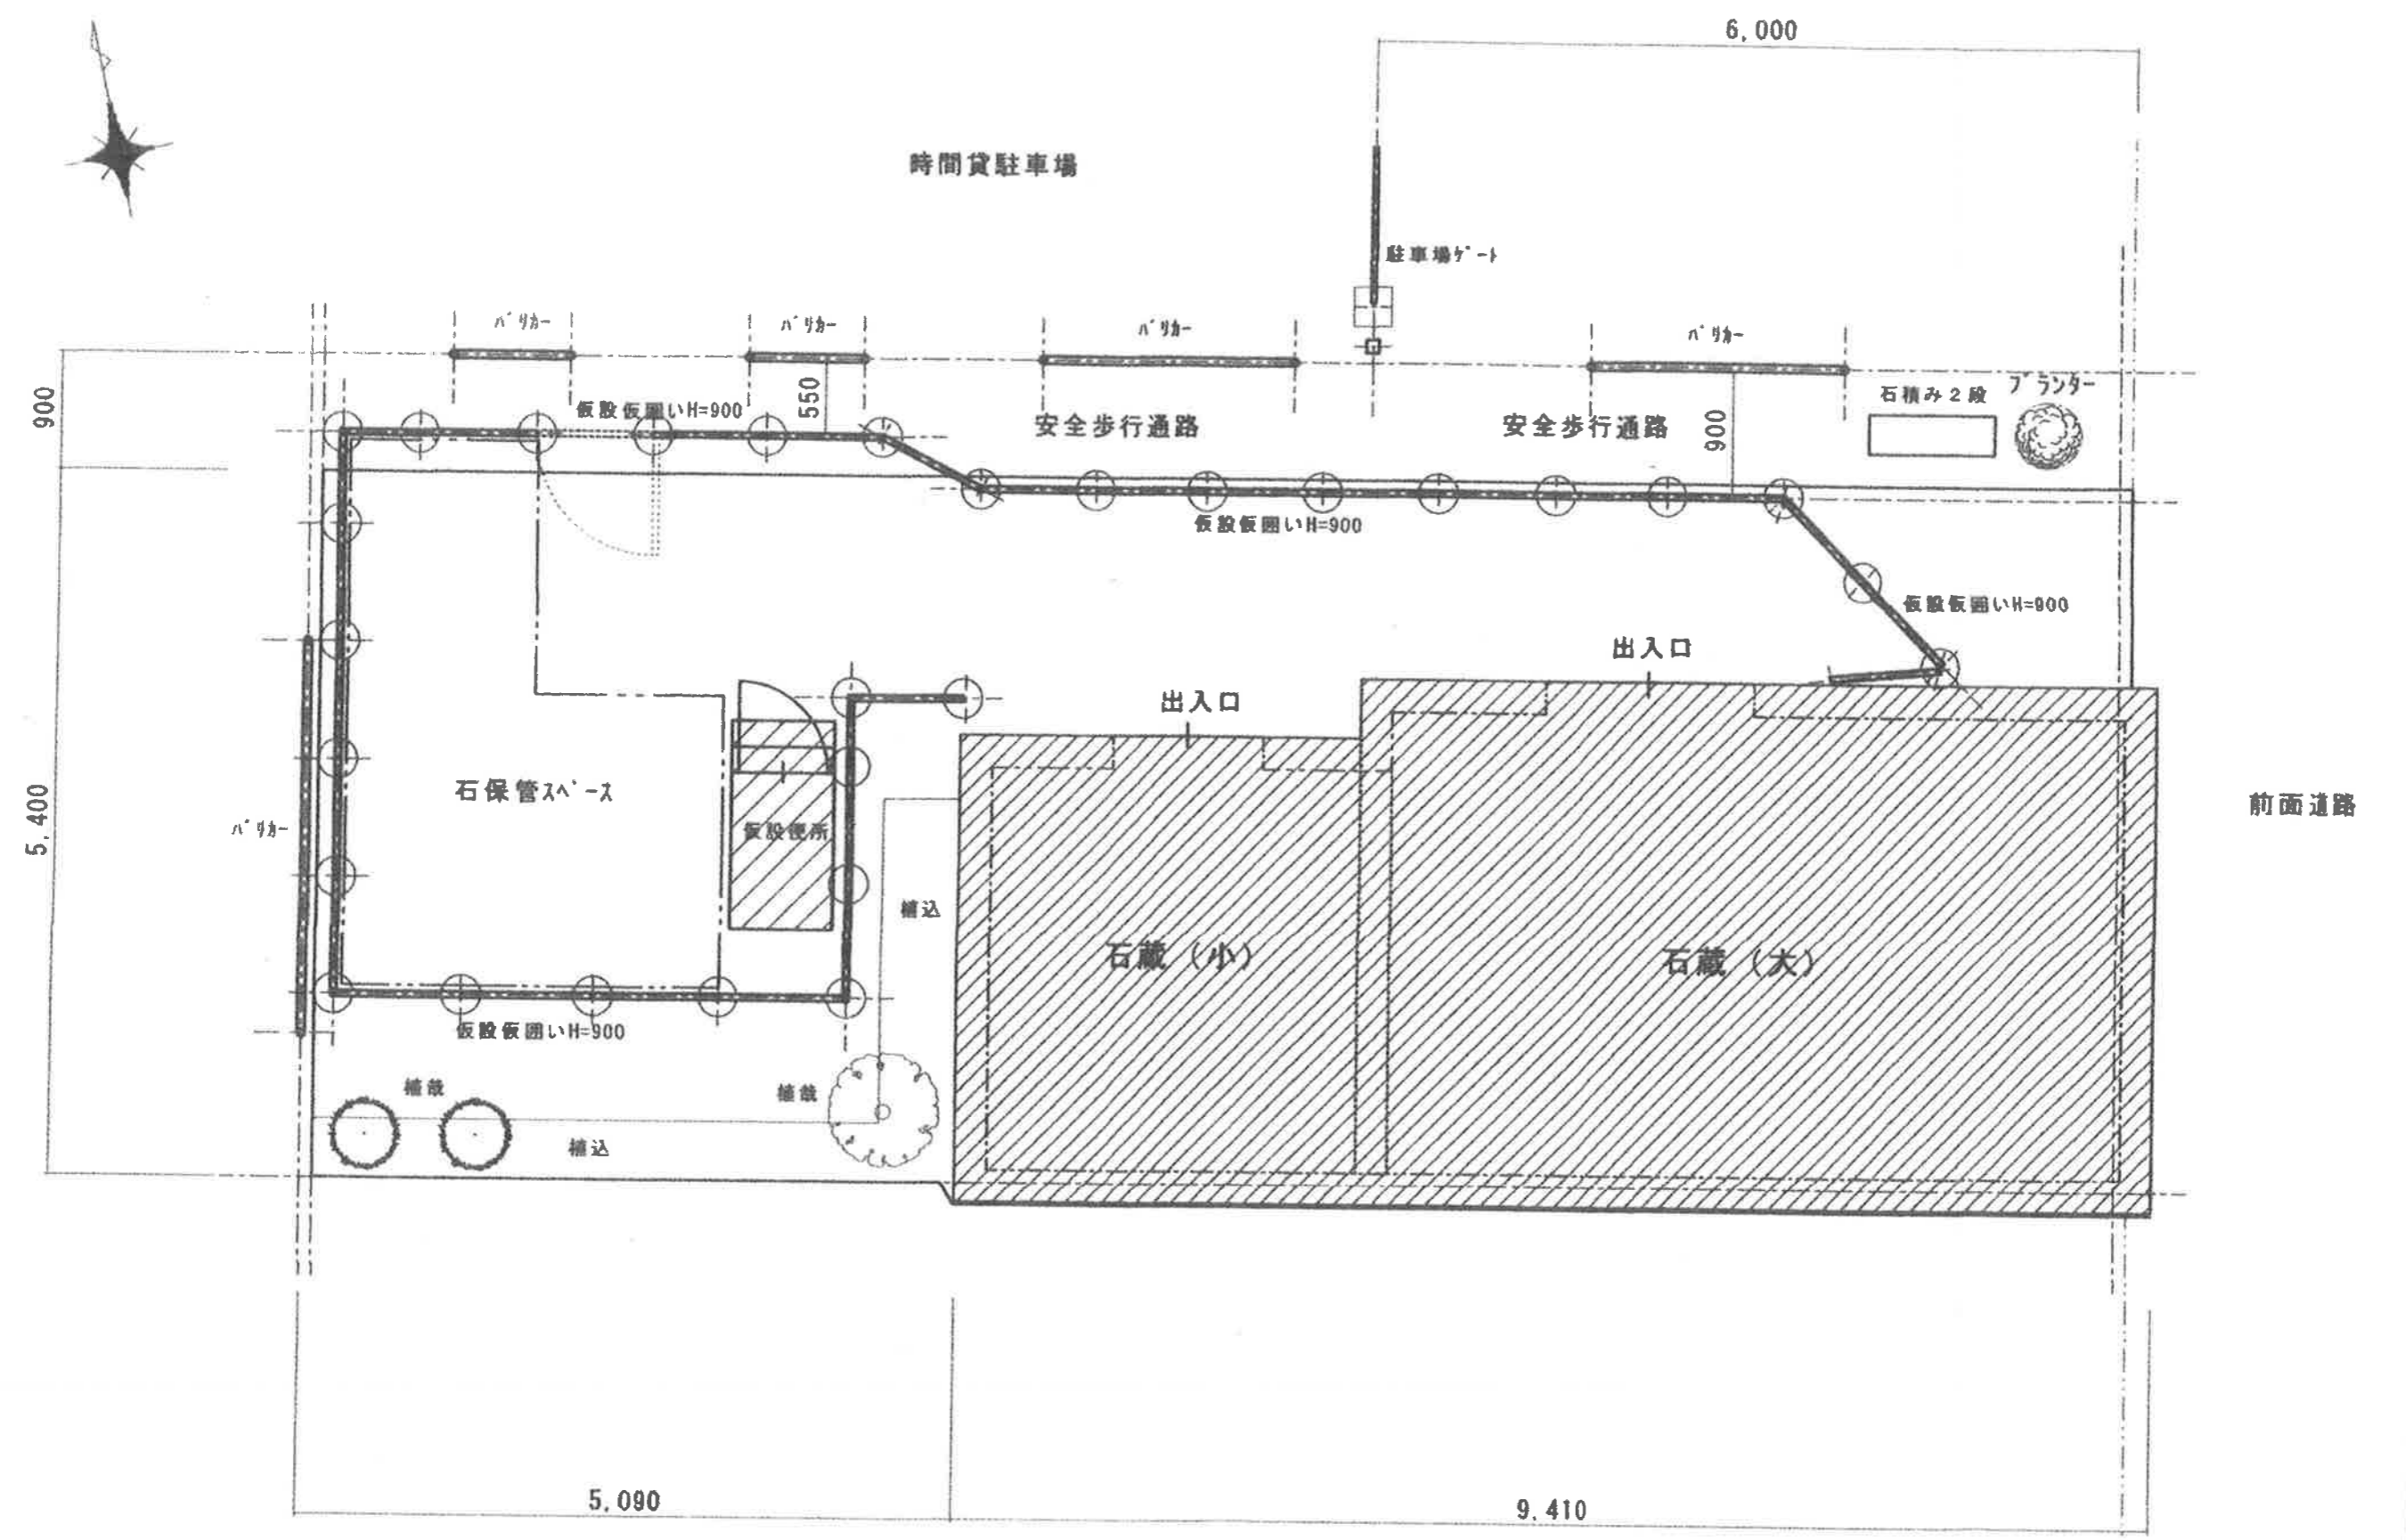 6,000
時間貸駐車場
駐車場ｹﾞｰﾄ
ﾊﾞﾘｶｰ
ﾊﾞﾘｶｰ
ﾊﾞﾘｶｰ
ﾊﾞﾘｶｰ
900
仮設仮囲いH=900
550
安全歩行通路
安全歩行通路
900
石積み２段
プランター
仮設仮囲いH=900
仮設仮囲いH=900
出入口
出入口
5,400
ﾊﾞﾘｶｰ
石保管ｽﾍﾟｰｽ
仮設便所
前面道路
植込
石蔵（小）
石蔵（大）
仮設仮囲いH=900
植栽
植栽
植込
5,090
9,410